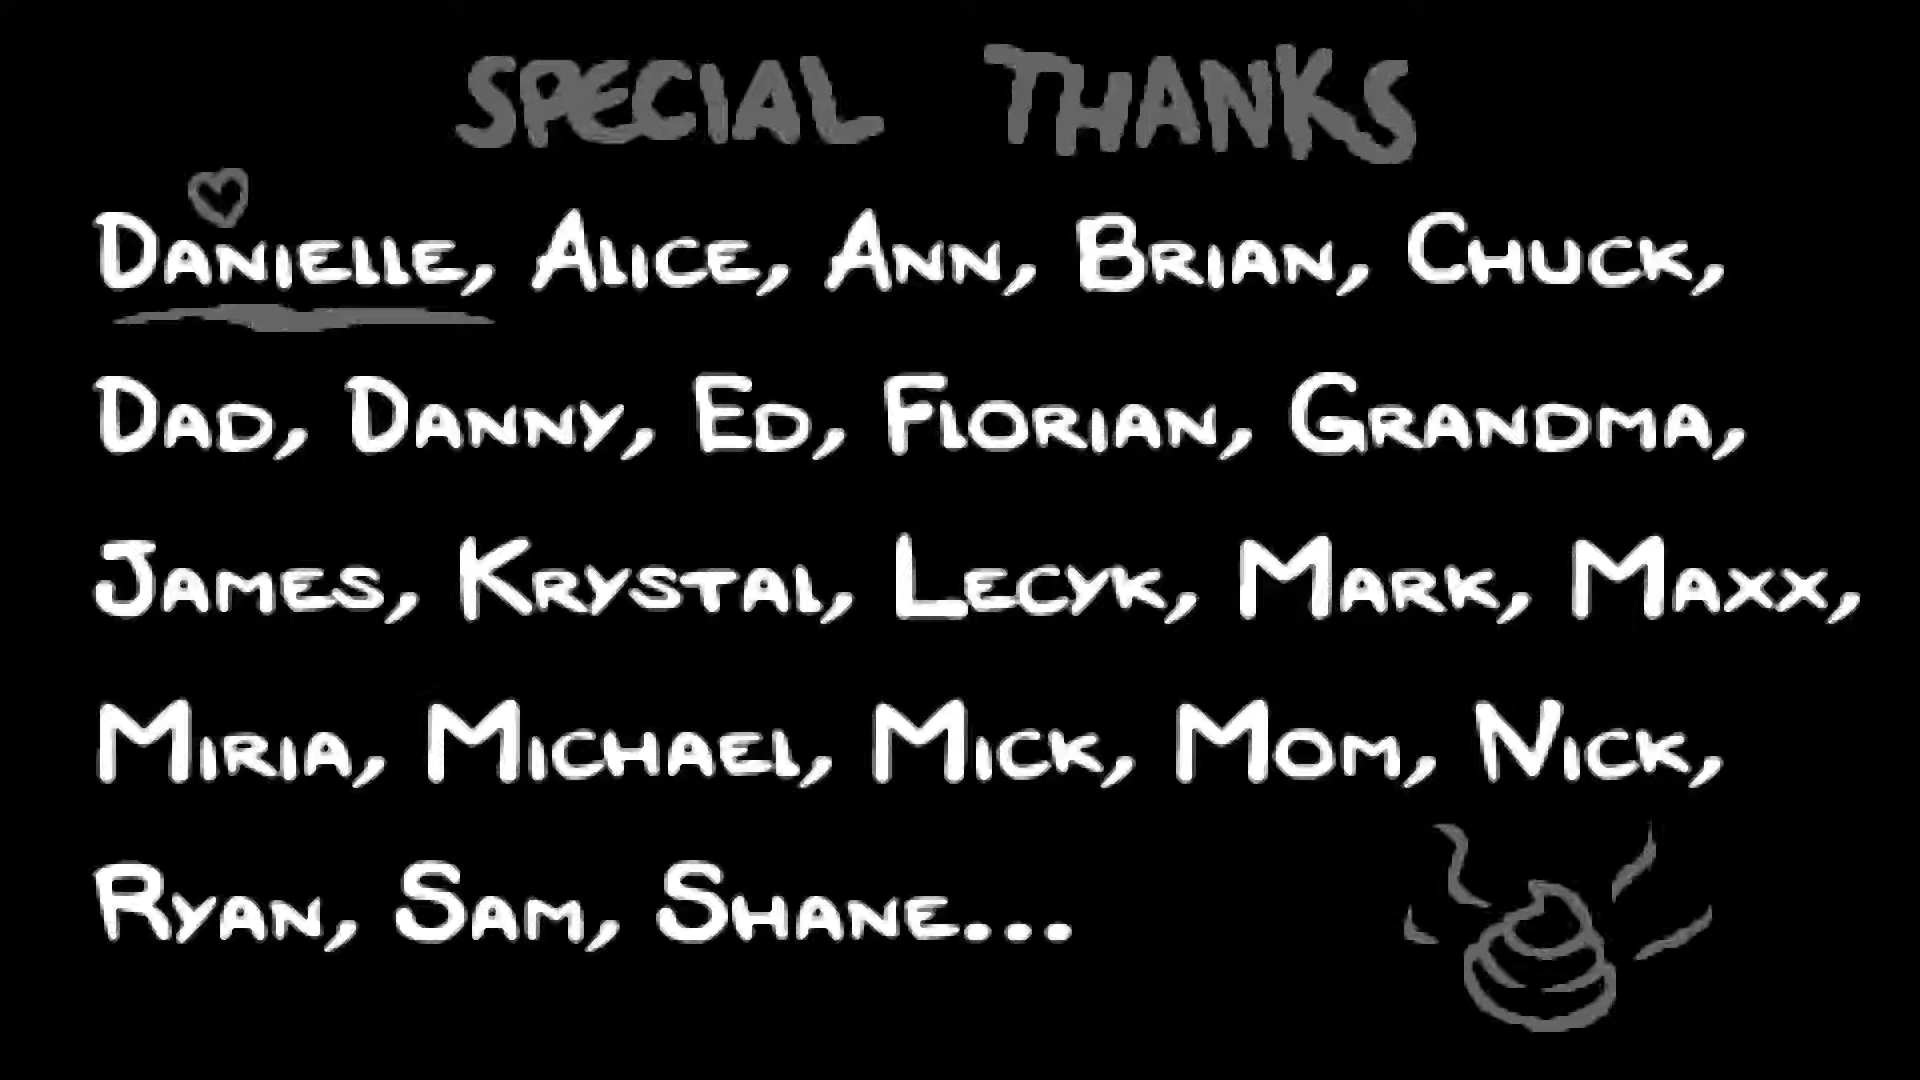 SPECIAL THANKS
DANIELLE, ALICE, ANN, BRIAN, CHUCK,
DAD, DANNY, ED, FLORIAN, GRANDMA,
JAMES, KRYSTAL, LECYK, MARK, MAXX,
MIRIA, MICHAEL, MICK, MOM, NICK,
RYAN, SAM, SHANE...